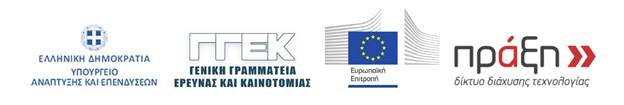 ΕΛΛΗΝΙΚΗ ΔΗΜΟΚΡΑΤΙΑ
ΥΠΟΥΡΓΕΙΟ
ΑΝΑΠΤΥΞΗΣ ΚΑΙ ΕΠΕΝΔΥΣΕΩΝ
ΓΓΕΚ
ΓΕΝΙΚΗ ΓΡΑΜΜΑΤΕΙΑ
ΕΡΕΥΝΑΣ ΚΑΙ ΚΑΙΝΟΤΟΜΙΑΣ
Ευρωπαϊκή
Επιτροπή
πράξη
δίκτυο διάχυσης τεχνολογίας